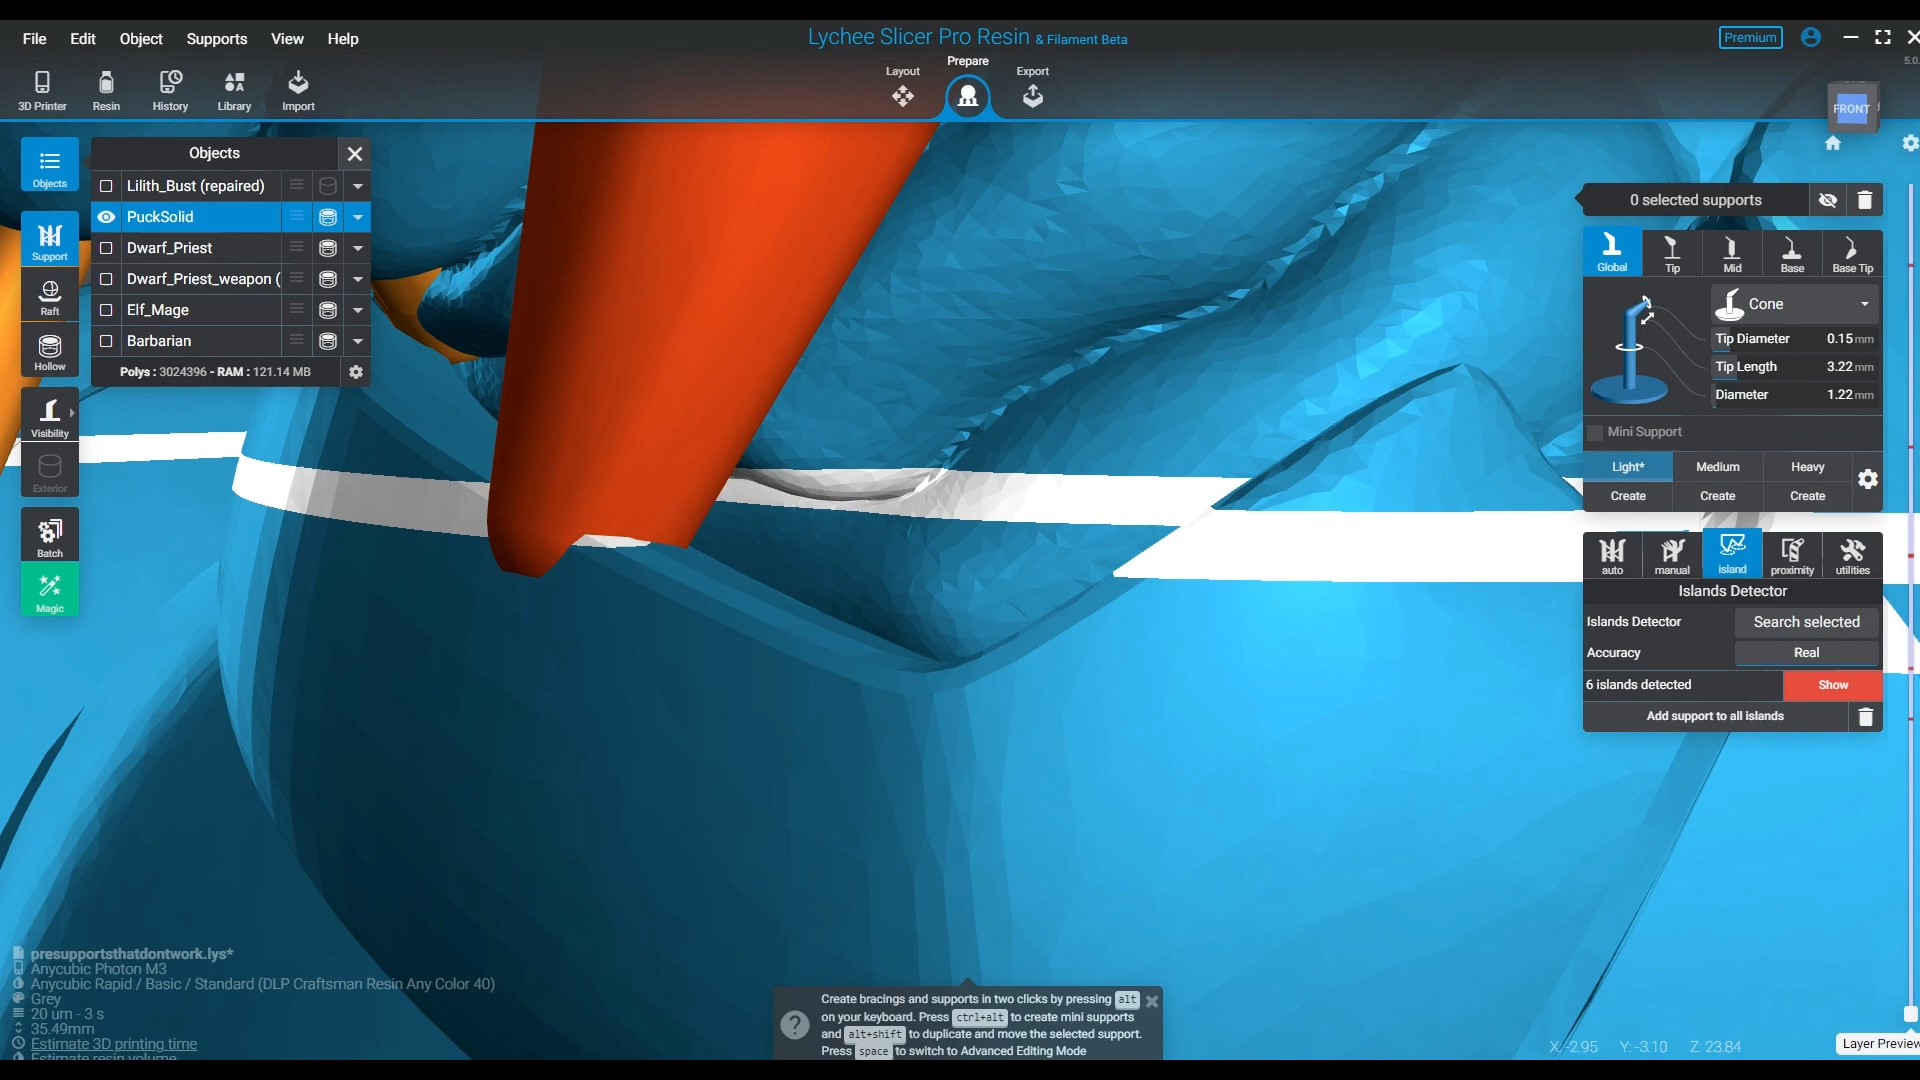 File Edit Object Supports View Help
Lychee Slicer Pro Resin & Filament Beta
Premium
5.0.
3D Printer Resin History Library Import
Layout Prepare Export
FRONT
Objects
Objects
Lilith_Bust (repaired)
PuckSolid
Dwarf_Priest
Dwarf_Priest_weapon (
Elf_Mage
Barbarian
Polys : 3024396 - RAM : 121.14 MB
Support
Raft
Hollow
Visibility
Exterior
Batch
Magic
0 selected supports
Global Tip Mid Base Base Tip
Cone
Tip Diameter 0.15 mm
Tip Length 3.22 mm
Diameter 1.22 mm
Mini Support
Light* Medium Heavy
Create Create Create
auto manual island proximity utilities
Islands Detector
Islands Detector Search selected
Accuracy Real
6 islands detected Show
Add support to all islands
presupportsthatdontwork.lys*
Anycubic Photon M3
Anycubic Rapid / Basic / Standard (DLP Craftsman Resin Any Color 40)
Grey
20 um - 3 s
35.49mm
Estimate 3D printing time
Estimate resin volume
Create bracings and supports in two clicks by pressing alt
on your keyboard. Press ctrl+alt to create mini supports
and alt+shift to duplicate and move the selected support.
Press space to switch to Advanced Editing Mode
X: -2.95 Y: -3.10 Z: 23.84
Layer Preview